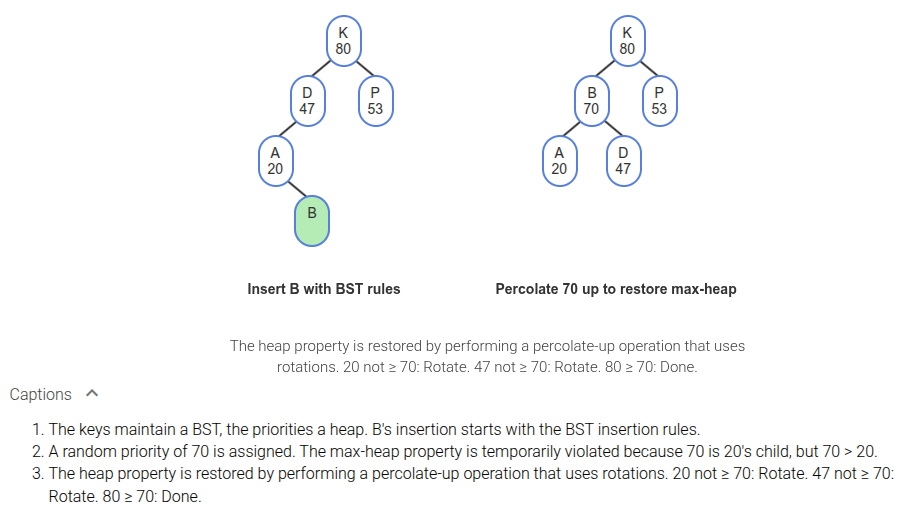 K K
80 80
D P B P
47 53 70 53
A A D
20 20 47
B
Insert B with BST rules Percolate 70 up to restore max-heap
The heap property is restored by performing a percolate-up operation that uses
rotations. 20 not ≥ 70: Rotate. 47 not ≥ 70: Rotate. 80 ≥ 70: Done.
Captions
1. The keys maintain a BST, the priorities a heap. B's insertion starts with the BST insertion rules.
2. A random priority of 70 is assigned. The max-heap property is temporarily violated because 70 is 20's child, but 70 > 20.
3. The heap property is restored by performing a percolate-up operation that uses rotations. 20 not ≥ 70: Rotate. 47 not ≥ 70:
Rotate. 80 ≥ 70: Done.